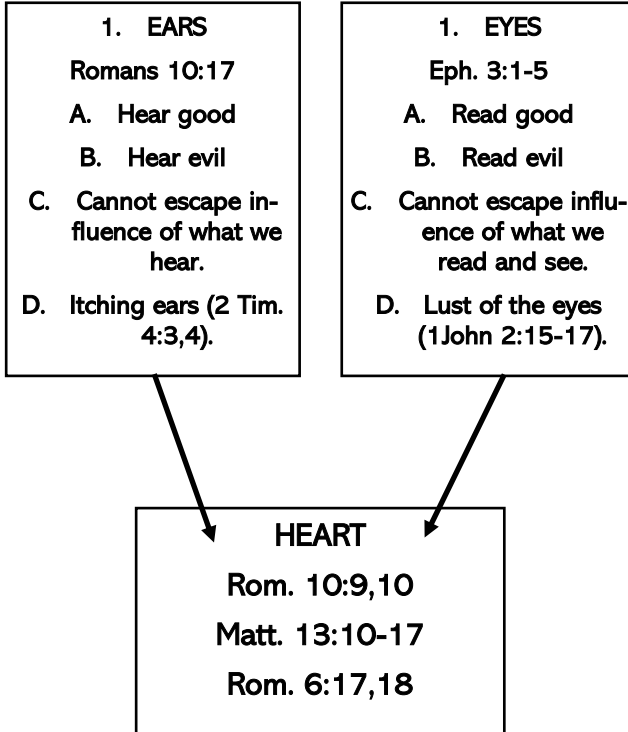 1. EARS
Romans 10:17
A. Hear good
B. Hear evil
C. Cannot escape in-
fluence of what we
hear.
D. Itching ears (2 Tim.
4:3,4).
1. EYES
Eph. 3:1-5
A. Read good
B. Read evil
C. Cannot escape influ-
ence of what we
read and see.
D. Lust of the eyes
(1John 2:15-17).
HEART
Rom. 10:9,10
Matt. 13:10-17
Rom. 6:17,18